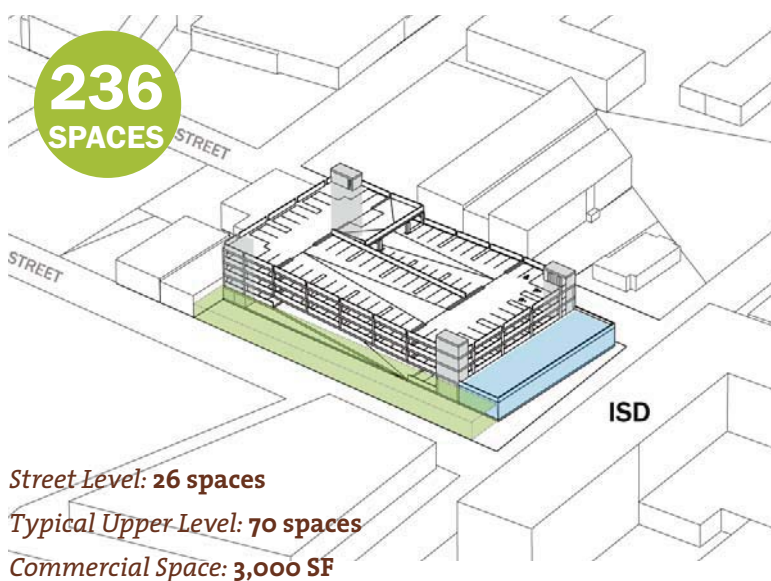 236
SPACES
STREET
STREET
ISD
Street Level: 26 spaces
Typical Upper Level: 70 spaces
Commercial Space: 3,000 SF